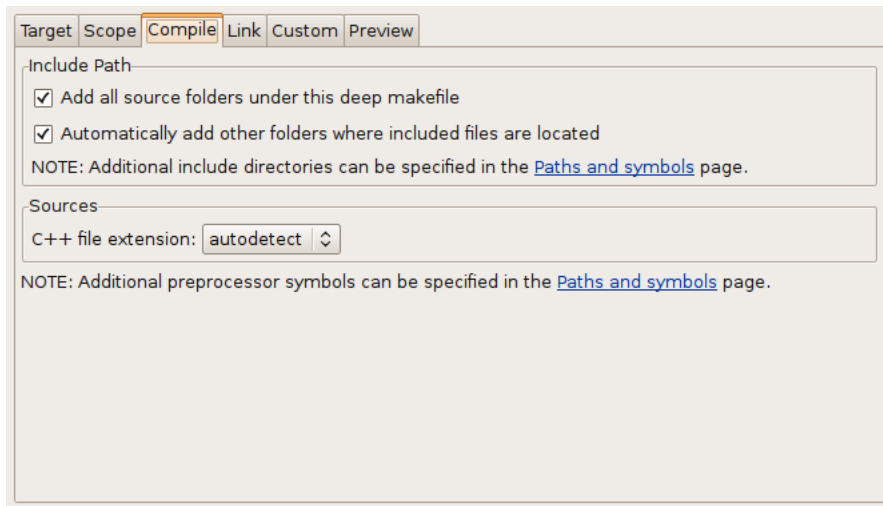 Target Scope Compile Link Custom Preview
Include Path
Add all source folders under this deep makefile
Automatically add other folders where included files are located
NOTE: Additional include directories can be specified in the Paths and symbols page.
Sources
C++ file extension: autodetect
NOTE: Additional preprocessor symbols can be specified in the Paths and symbols page.